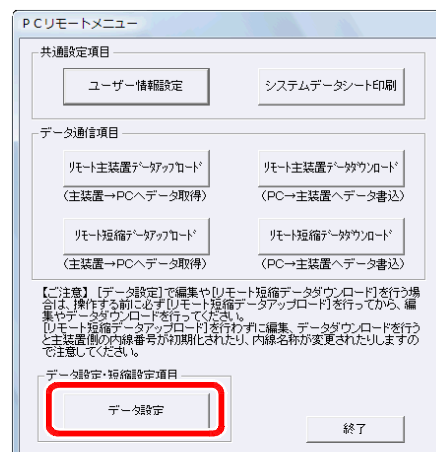 PCリモートメニュー
共通設定項目
ユーザー情報設定
システムデータシート印刷
データ通信項目
ﾘﾓｰﾄ主装置ﾃﾞｰﾀｱｯﾌﾟﾛｰﾄﾞ
ﾘﾓｰﾄ主装置ﾃﾞｰﾀﾀﾞｳﾝﾛｰﾄﾞ
(主装置→PCへデータ取得)
(PC→主装置へデータ書込)
ﾘﾓｰﾄ短縮ﾃﾞｰﾀｱｯﾌﾟﾛｰﾄﾞ
ﾘﾓｰﾄ短縮ﾃﾞｰﾀﾀﾞｳﾝﾛｰﾄﾞ
(主装置→PCへデータ取得)
(PC→主装置へデータ書込)
【ご注意】 [データ設定]で編集や[リモート短縮データダウンロード]を行う場
合は、操作する前に必ず[リモート短縮データアップロード]を行ってから、編
集やデータダウンロードを行ってください。
[リモート短縮データアップロード]を行わずに編集、データダウンロードを行う
と主装置側の内線番号が初期化されたり、内線名称が変更されたりしますの
で注意してください。
データ設定・短縮設定項目
データ設定
終了